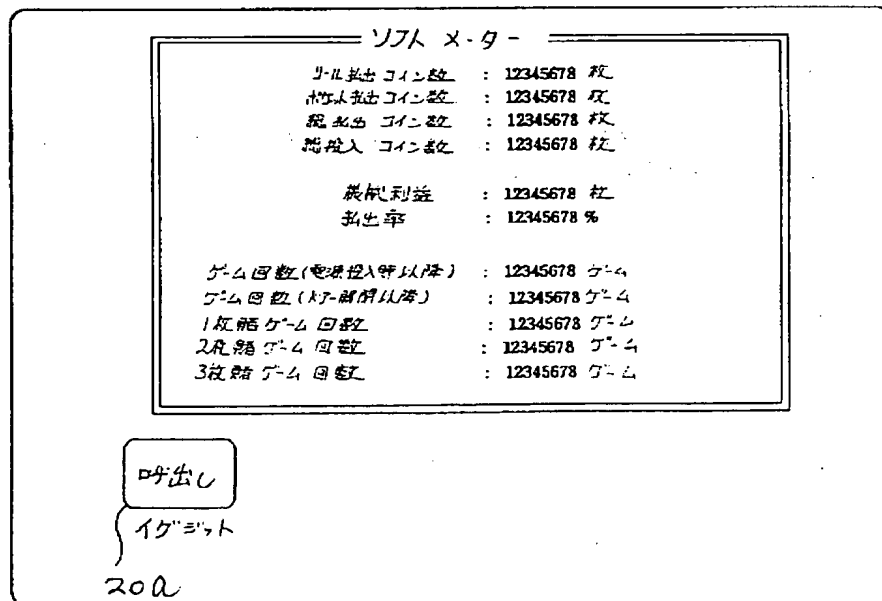 ソフト メーター
リール払出 コイン数 : 12345678 枚
ポケット払出コイン数 : 12345678 枚
総払出 コイン数 : 12345678 枚
総投入 コイン数 : 12345678 枚
機械利益 : 12345678 枚
払出率 : 12345678 %
ゲーム回数(電源投入時以降) : 12345678 ゲーム
ゲーム回数(ドアー開閉以降) : 12345678 ゲーム
1枚賭ゲーム回数 : 12345678 ゲーム
2枚賭ゲーム回数 : 12345678 ゲーム
3枚賭ゲーム回数 : 12345678 ゲーム
呼出し
イグジット
20a